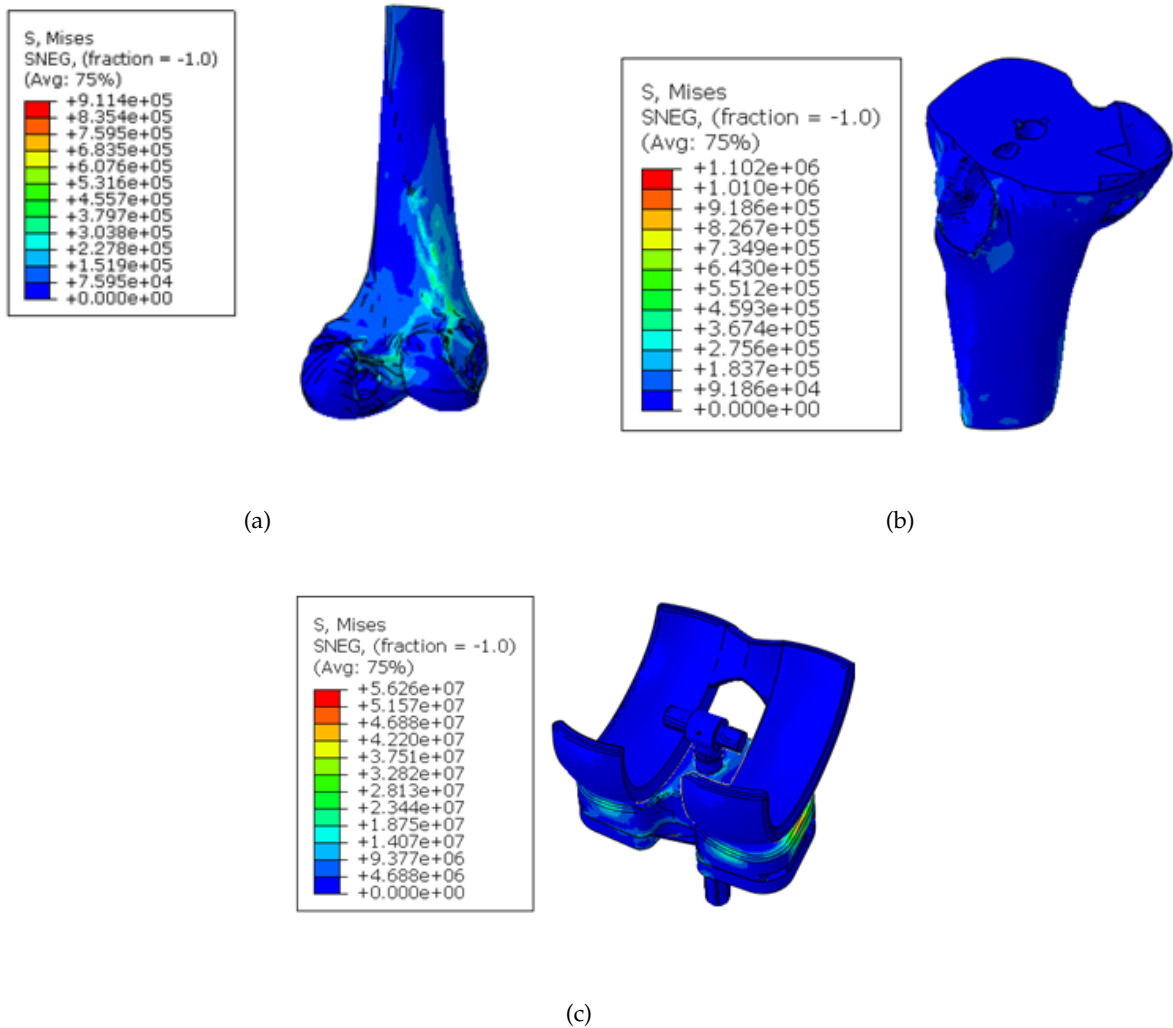 S, Mises
SNEG, (fraction = -1.0)
(Avg: 75%)
+9.114e+05
+8.354e+05
+7.595e+05
+6.835e+05
+6.076e+05
+5.316e+05
+4.557e+05
+3.797e+05
+3.038e+05
+2.278e+05
+1.519e+05
+7.595e+04
+0.000e+00
(a)
S, Mises
SNEG, (fraction = -1.0)
(Avg: 75%)
+1.102e+06
+1.010e+06
+9.186e+05
+8.267e+05
+7.349e+05
+6.430e+05
+5.512e+05
+4.593e+05
+3.674e+05
+2.756e+05
+1.837e+05
+9.186e+04
+0.000e+00
(b)
S, Mises
SNEG, (fraction = -1.0)
(Avg: 75%)
+5.626e+07
+5.157e+07
+4.688e+07
+4.220e+07
+3.751e+07
+3.282e+07
+2.813e+07
+2.344e+07
+1.875e+07
+1.407e+07
+9.377e+06
+4.688e+06
+0.000e+00
(c)